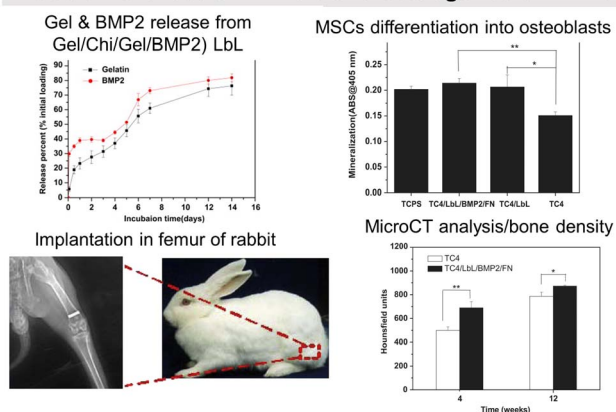 Gel & BMP2 release from
Gel/Chi/Gel/BMP2) LbL
Gelatin
BMP2
Release percent (% initial loading)
90
80
70
60
50
40
30
20
10
0
0 2 4 6 8 10 12 14 16
Incubaion time(days)
MSCs differentiation into osteoblasts
**
*
Mineralization(ABS@405 nm)
0.25
0.20
0.15
0.10
0.05
0.00
TCPS TC4/LbL/BMP2/FN TC4/LbL TC4
Implantation in femur of rabbit
MicroCT analysis/bone density
TC4
TC4/LbL/BMP2/FN
**
*
Hounsfield units
1200
1000
800
600
400
200
0
4 12
Time (weeks)